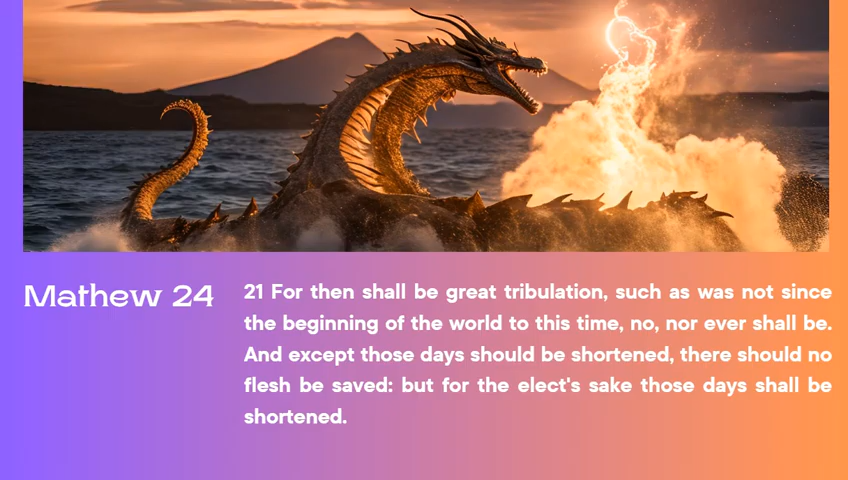 Mathew 24
21 For then shall be great tribulation, such as was not since
the beginning of the world to this time, no, nor ever shall be.
And except those days should be shortened, there should no
flesh be saved: but for the elect's sake those days shall be
shortened.